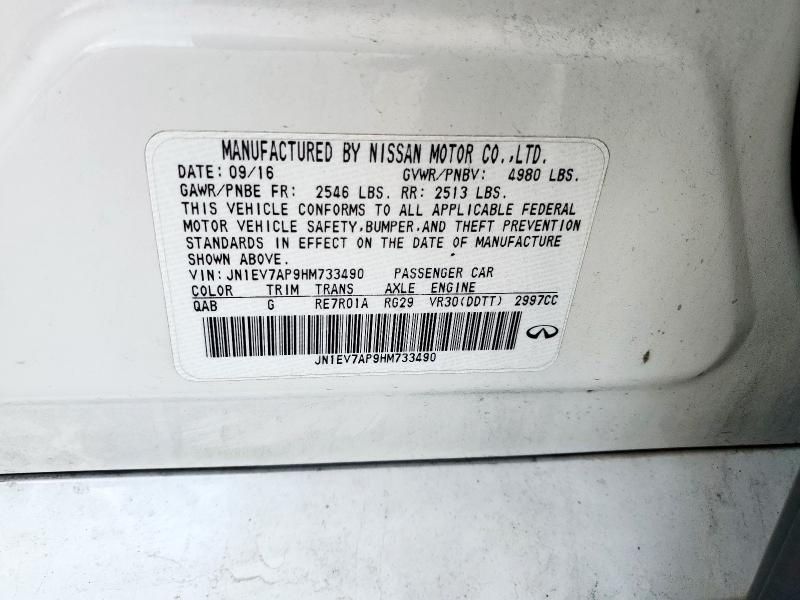 MANUFACTURED BY NISSAN MOTOR CO.,LTD.
DATE: 09/16 GVWR/PNBV: 4980 LBS.
GAWR/PNBE FR: 2546 LBS. RR: 2513 LBS.
THIS VEHICLE CONFORMS TO ALL APPLICABLE FEDERAL
MOTOR VEHICLE SAFETY,BUMPER,AND THEFT PREVENTION
STANDARDS IN EFFECT ON THE DATE OF MANUFACTURE
SHOWN ABOVE.
VIN: JN1EV7AP9HM733490 PASSENGER CAR
COLOR TRIM TRANS AXLE ENGINE
QAB G RE7R01A RG29 VR30(DDTT) 2997CC
JN1EV7AP9HM733490